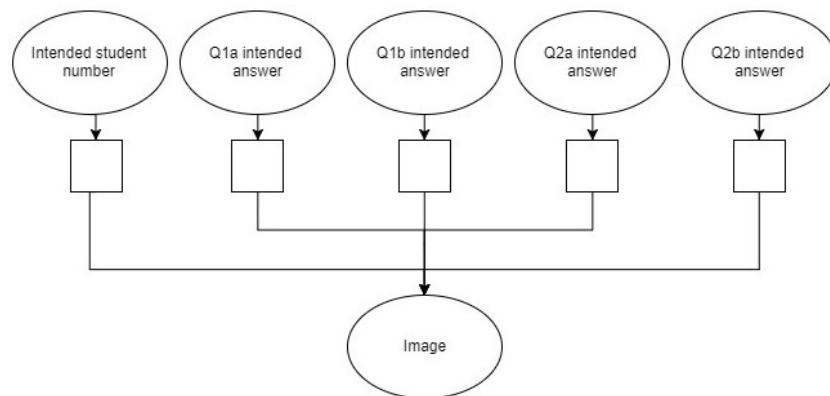 Intended student
number
Q1a intended
answer
Q1b intended
answer
Q2a intended
answer
Q2b intended
answer
Image